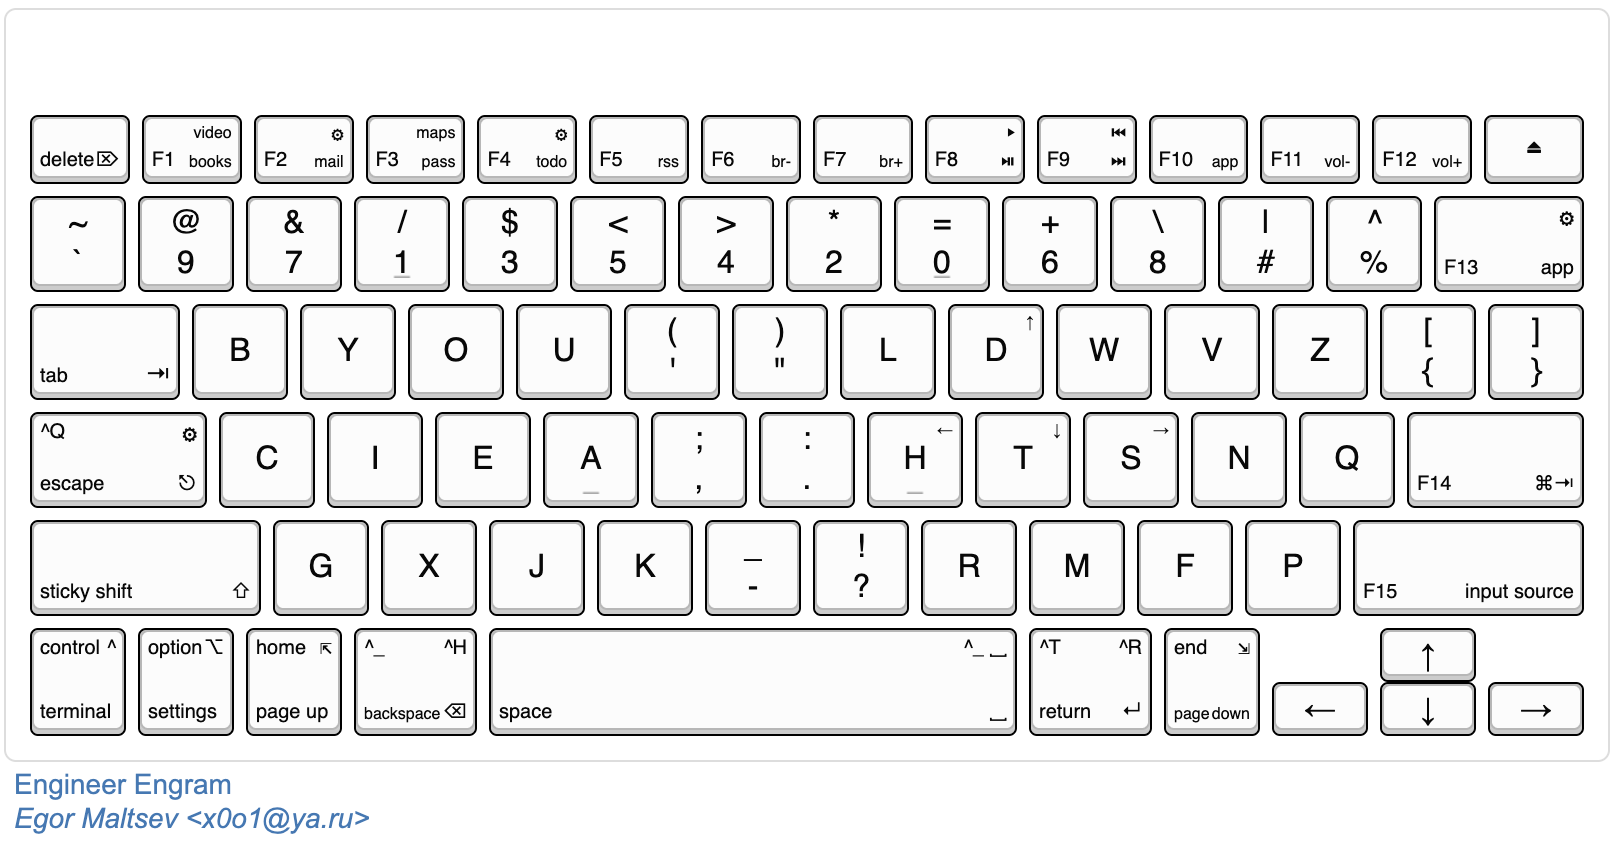 video ⚙ maps ⚙ ▶ ⏮ ⏏
delete⌦ F1 books F2 mail F3 pass F4 todo F5 rss F6 br- F7 br+ F8 ⏯ F9 ⏭ F10 app F11 vol- F12 vol+
~ @ & / $ < > * = + \ | ^ ⚙
` 9 7 1 3 5 4 2 0 6 8 # % F13 app
↑
( ) [ ]
B Y O U L D W V Z
' " { }
tab ⇥
^Q ⚙ ; : ← ↓ →
C I E A H T S N Q
, .
escape ⎋ F14 ⌘⇥
_ !
G X J K R M F P
- ?
sticky shift ⇧ F15 input source
control ^ option ⌥ home ⇱ ^_ ^H ^_ ⎵ ^T ^R end ⇲ ↑
terminal settings page up backspace ⌫ space ⎵ return ↵ page down ← ↓ →
Engineer Engram
Egor Maltsev <x0o1@ya.ru>